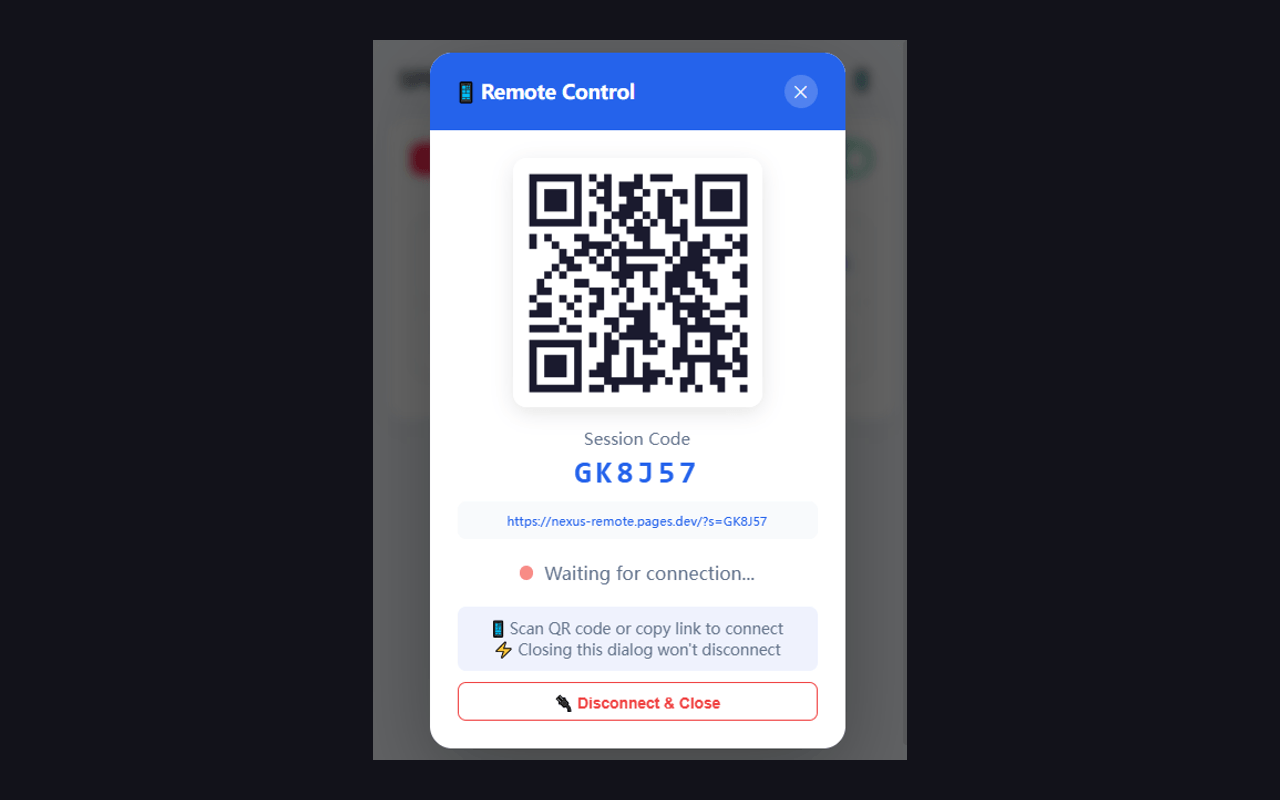 Remote Control
Session Code
GK8J57
https://nexus-remote.pages.dev/?s=GK8J57
Waiting for connection...
Scan QR code or copy link to connect
Closing this dialog won't disconnect
Disconnect & Close